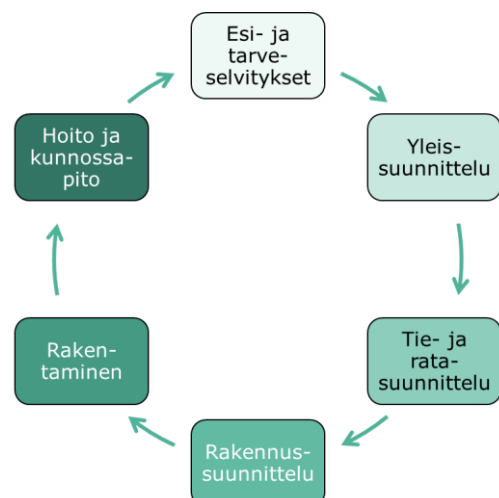 Esi- ja
tarve-
selvitykset
Yleis-
suunnittelu
Tie- ja
rata-
suunnittelu
Rakennus-
suunnittelu
Raken-
taminen
Hoito ja
kunnossa-
pito